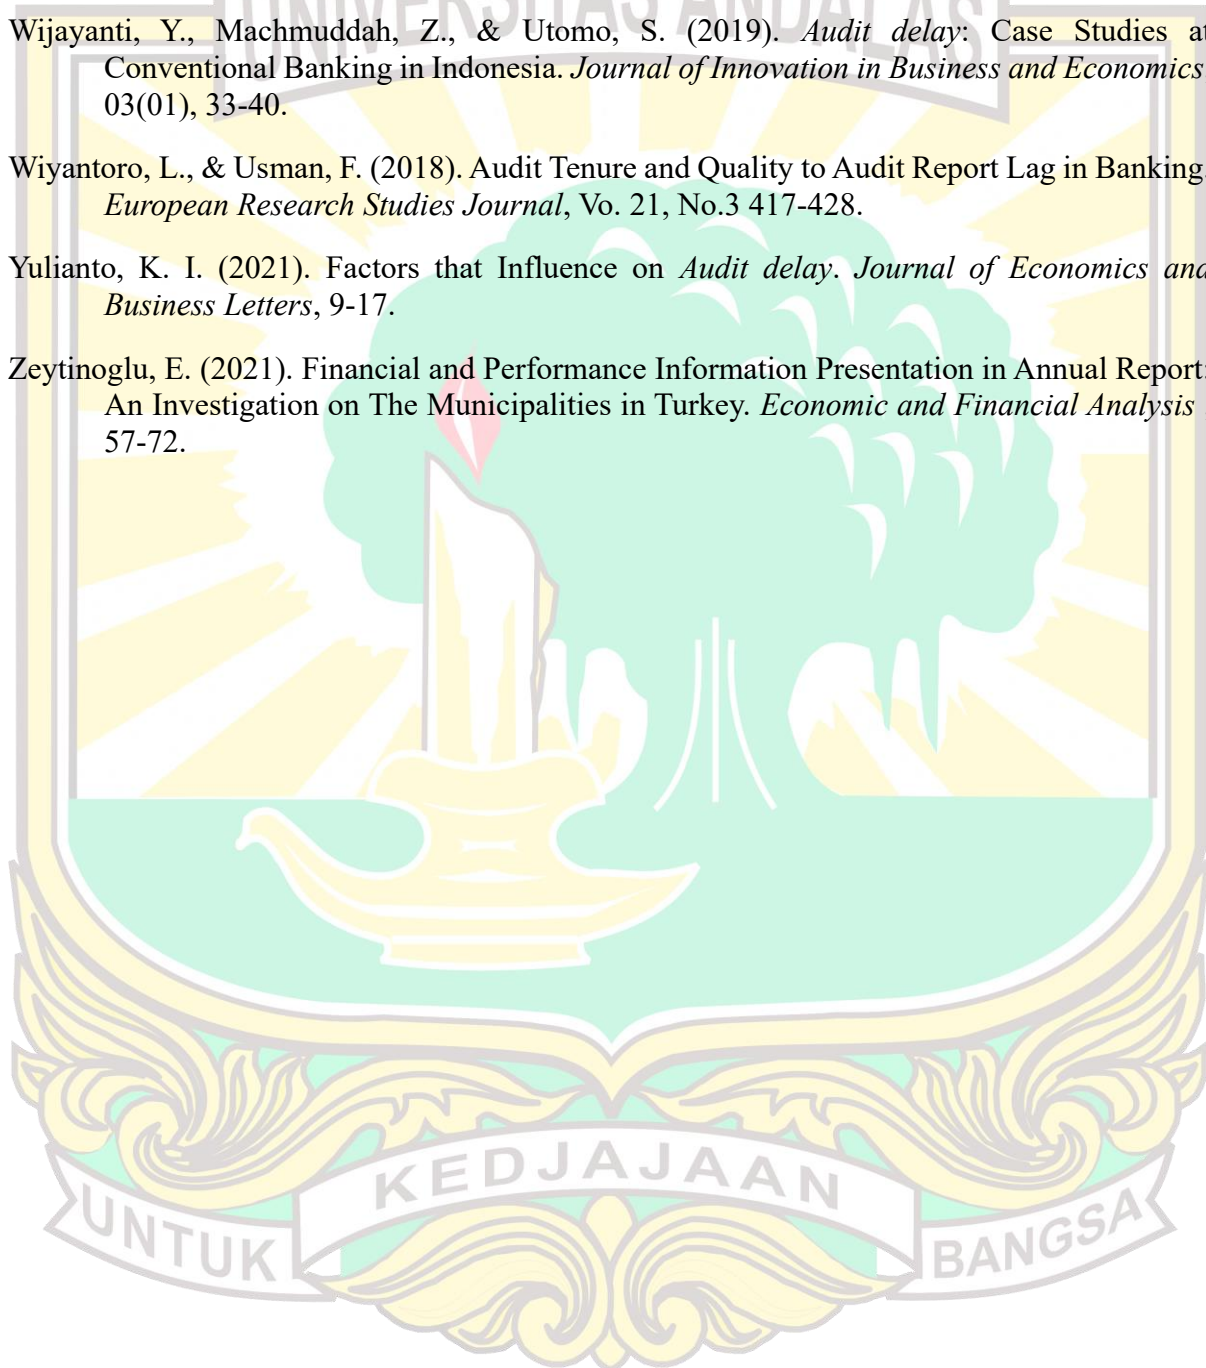 UNIVERSITAS ANDALAS
Wijayanti, Y., Machmuddah, Z., & Utomo, S. (2019). Audit delay: Case Studies at
Conventional Banking in Indonesia. Journal of Innovation in Business and Economics
03(01), 33-40.
Wiyantoro, L., & Usman, F. (2018). Audit Tenure and Quality to Audit Report Lag in Banking.
European Research Studies Journal, Vo. 21, No.3 417-428.
Yulianto, K. I. (2021). Factors that Influence on Audit delay. Journal of Economics and
Business Letters, 9-17.
Zeytinoglu, E. (2021). Financial and Performance Information Presentation in Annual Report:
An Investigation on The Municipalities in Turkey. Economic and Financial Analysis ,
57-72.
UNTUK KEDJAJAAN BANGSA